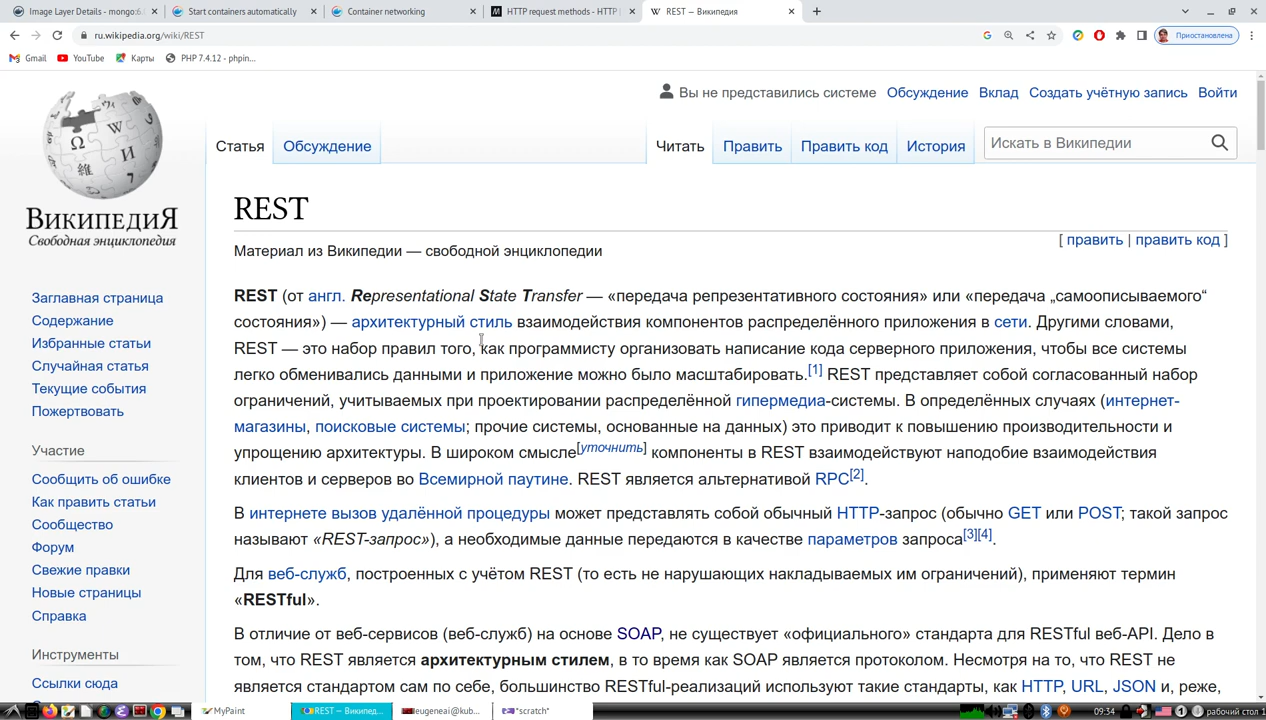 Image Layer Details - mongo:6.
Start containers automatically
Container networking
HTTP request methods - HTTP
REST — Википедия
ru.wikipedia.org/wiki/REST
Приостановлена
Gmail
YouTube
Карты
PHP 7.4.12 - phpin...
Вы не представились системе Обсуждение Вклад Создать учётную запись Войти
Статья Обсуждение Читать Править Править код История
Искать в Википедии
ВикипедиЯ
Свободная энциклопедия
REST
[ править | править код ]
Материал из Википедии — свободной энциклопедии
REST (от англ. Representational State Transfer — «передача репрезентативного состояния» или «передача „самоописываемого“
состояния») — архитектурный стиль взаимодействия компонентов распределённого приложения в сети. Другими словами,
REST — это набор правил того, как программисту организовать написание кода серверного приложения, чтобы все системы
легко обменивались данными и приложение можно было масштабировать.[1] REST представляет собой согласованный набор
ограничений, учитываемых при проектировании распределённой гипермедиа-системы. В определённых случаях (интернет-
магазины, поисковые системы; прочие системы, основанные на данных) это приводит к повышению производительности и
упрощению архитектуры. В широком смысле[уточнить] компоненты в REST взаимодействуют наподобие взаимодействия
клиентов и серверов во Всемирной паутине. REST является альтернативой RPC[2].
В интернете вызов удалённой процедуры может представлять собой обычный HTTP-запрос (обычно GET или POST; такой запрос
называют «REST-запрос»), а необходимые данные передаются в качестве параметров запроса[3][4].
Для веб-служб, построенных с учётом REST (то есть не нарушающих накладываемых им ограничений), применяют термин
«RESTful».
В отличие от веб-сервисов (веб-служб) на основе SOAP, не существует «официального» стандарта для RESTful веб-API. Дело в
том, что REST является архитектурным стилем, в то время как SOAP является протоколом. Несмотря на то, что REST не
является стандартом сам по себе, большинство RESTful-реализаций используют такие стандарты, как HTTP, URL, JSON и, реже,
Заглавная страница
Содержание
Избранные статьи
Случайная статья
Текущие события
Пожертвовать
Участие
Сообщить об ошибке
Как править статьи
Сообщество
Форум
Свежие правки
Новые страницы
Справка
Инструменты
Ссылки сюда
MyPaint
REST — Википед...
eugeneai@kub...
*scratch*
09:34
рабочий стол 1